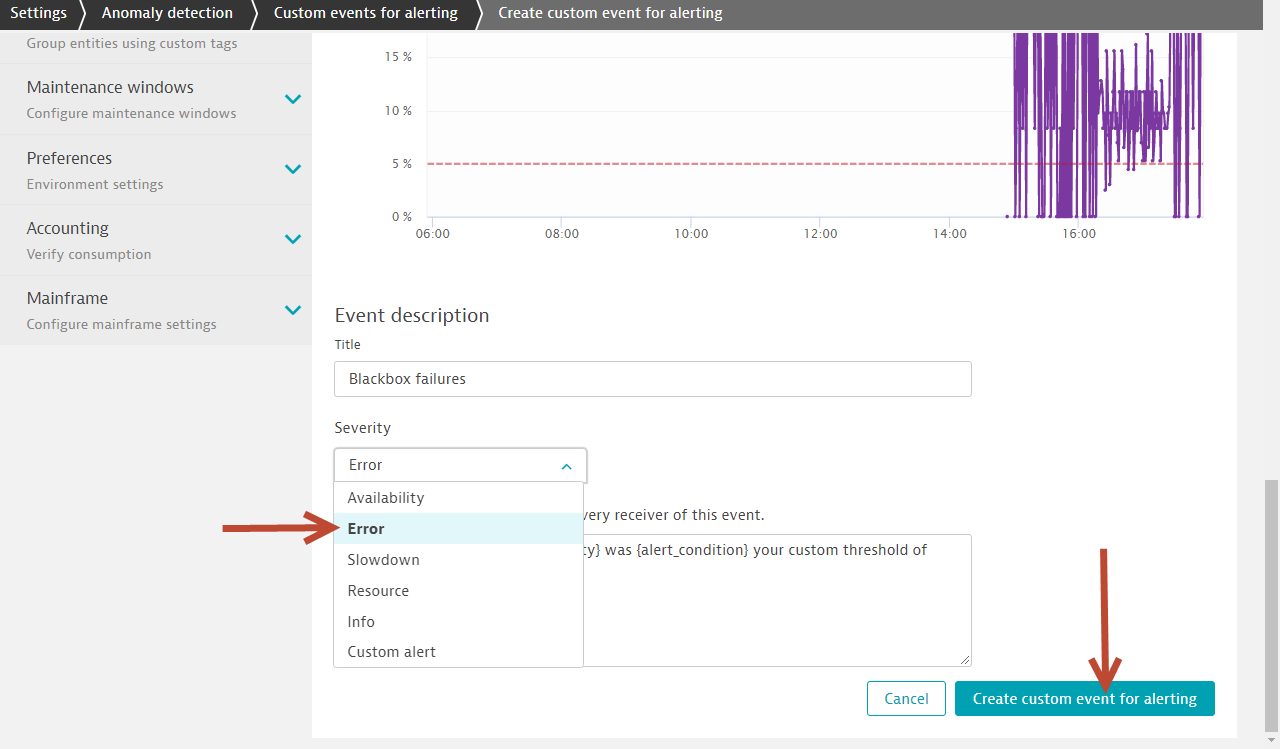 Settings Anomaly detection Custom events for alerting Create custom event for alerting
Group entities using custom tags
Maintenance windows
Configure maintenance windows
Preferences
Environment settings
Accounting
Verify consumption
Mainframe
Configure mainframe settings
15 %
10 %
5 %
0 %
06:00 08:00 10:00 12:00 14:00 16:00
Event description
Title
Blackbox failures
Severity
Error
Availability
Error
Slowdown
Resource
Info
Custom alert
very receiver of this event.
ty} was {alert_condition} your custom threshold of
Cancel Create custom event for alerting